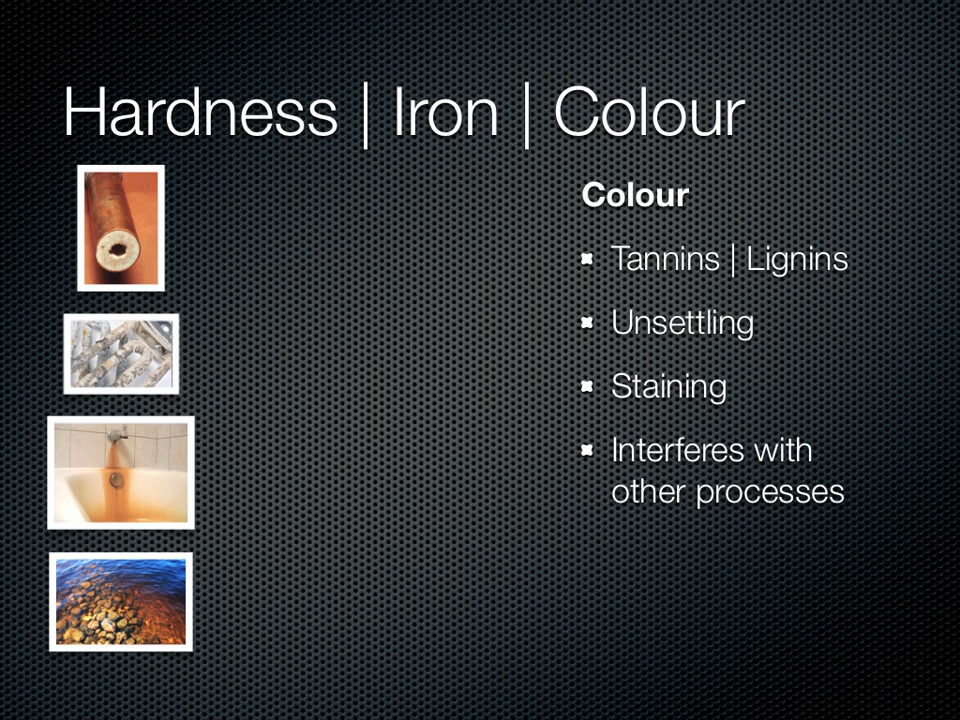 Hardness | Iron | Colour
Colour
Tannins | Lignins
Unsettling
Staining
Interferes with
other processes